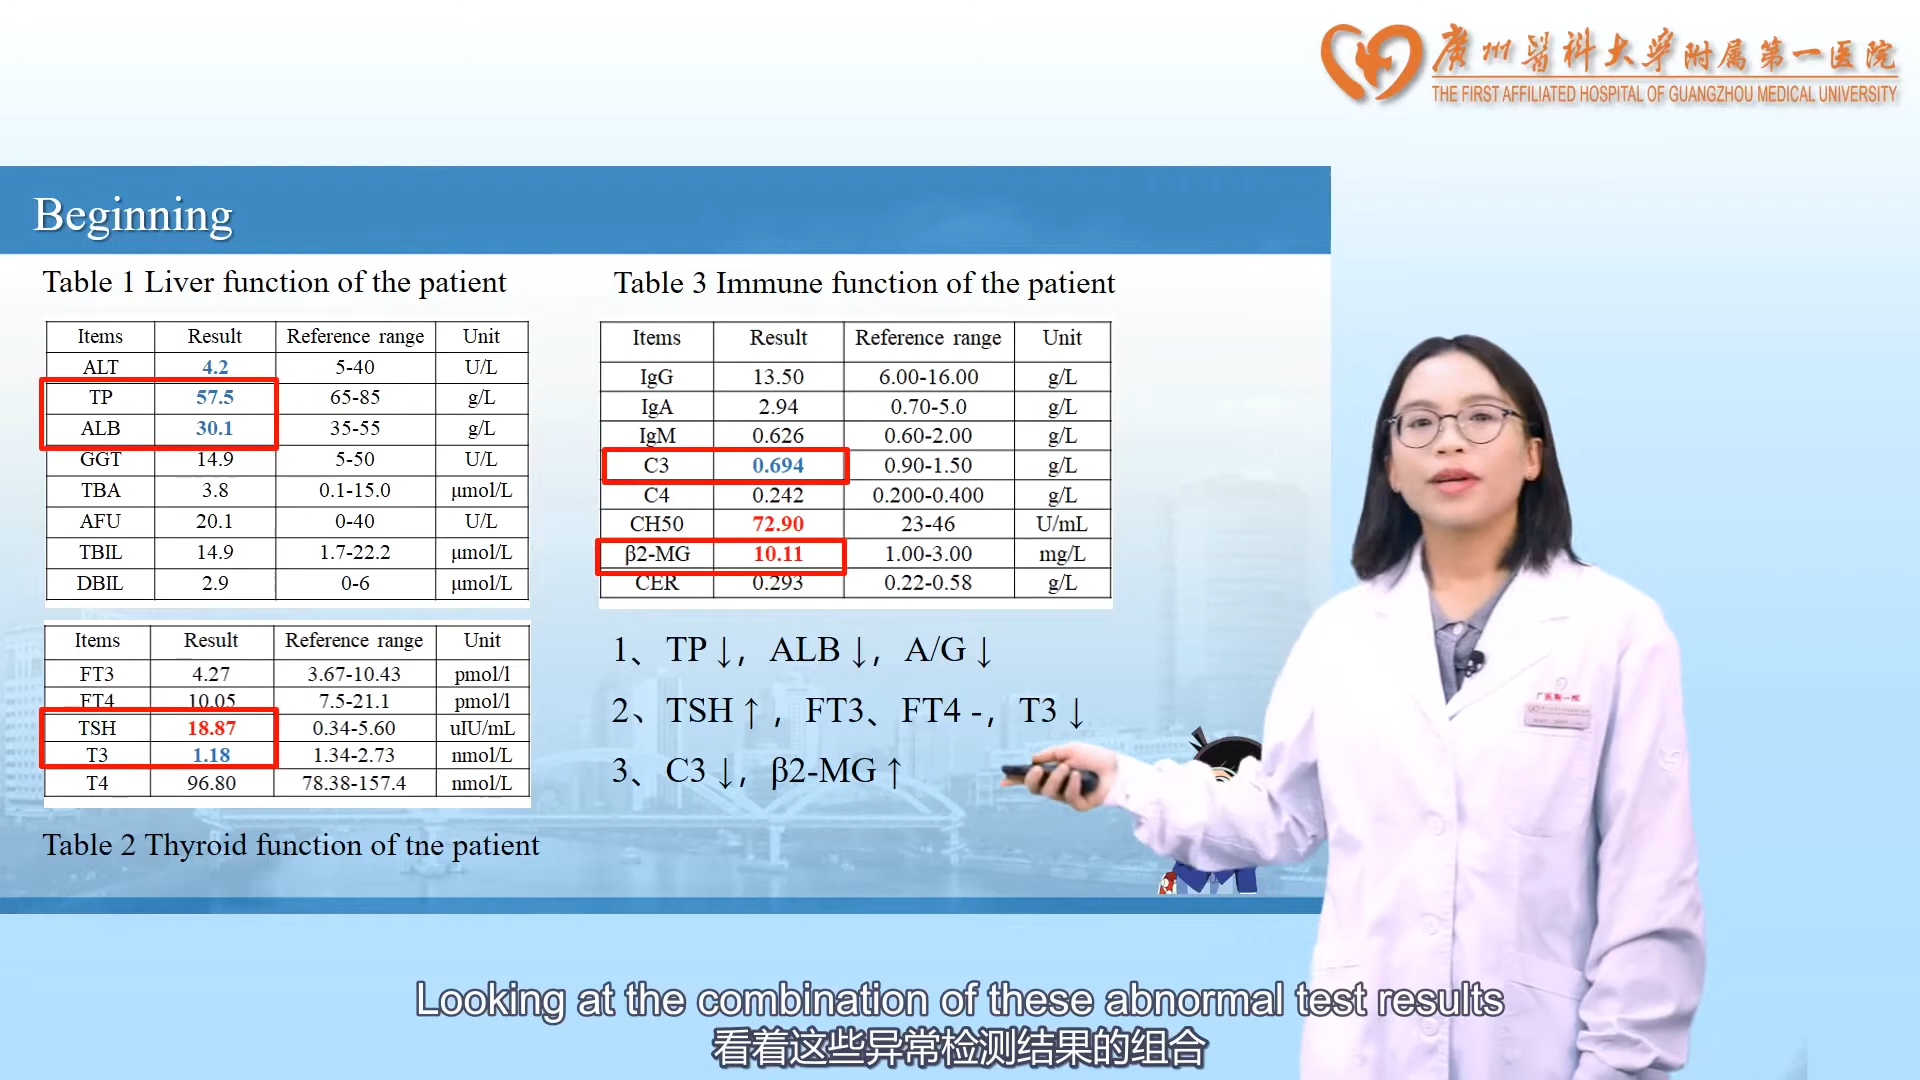 广州医科大学附属第一医院
THE FIRST AFFILIATED HOSPITAL OF GUANGZHOU MEDICAL UNIVERSITY
Beginning
Table 1 Liver function of the patient
Items Result Reference range Unit
ALT 4.2 5-40 U/L
TP 57.5 65-85 g/L
ALB 30.1 35-55 g/L
GGT 14.9 5-50 U/L
TBA 3.8 0.1-15.0 μmol/L
AFU 20.1 0-40 U/L
TBIL 14.9 1.7-22.2 μmol/L
DBIL 2.9 0-6 μmol/L
Items Result Reference range Unit
FT3 4.27 3.67-10.43 pmol/l
FT4 10.05 7.5-21.1 pmol/l
TSH 18.87 0.34-5.60 uIU/mL
T3 1.18 1.34-2.73 nmol/L
T4 96.80 78.38-157.4 nmol/L
Table 2 Thyroid function of tne patient
Table 3 Immune function of the patient
Items Result Reference range Unit
IgG 13.50 6.00-16.00 g/L
IgA 2.94 0.70-5.0 g/L
IgM 0.626 0.60-2.00 g/L
C3 0.694 0.90-1.50 g/L
C4 0.242 0.200-0.400 g/L
CH50 72.90 23-46 U/mL
β2-MG 10.11 1.00-3.00 mg/L
CER 0.293 0.22-0.58 g/L
1、 TP↓, ALB↓, A/G↓
2、 TSH↑, FT3、FT4 -, T3↓
3、 C3↓, β2-MG↑
Looking at the combination of these abnormal test results
看着这些异常检测结果的组合